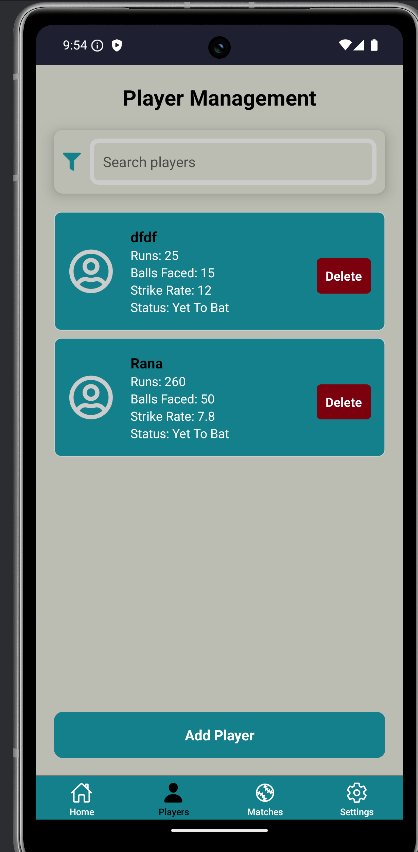 9:54
Player Management
Search players
dfdf
Runs: 25
Balls Faced: 15
Strike Rate: 12
Status: Yet To Bat
Delete
Rana
Runs: 260
Balls Faced: 50
Strike Rate: 7.8
Status: Yet To Bat
Delete
Add Player
Home Players Matches Settings